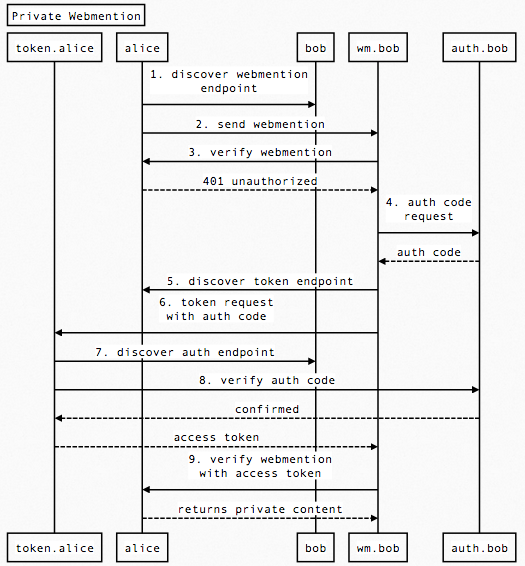 Private Webmention
token.alice alice bob wm.bob auth.bob
1. discover webmention
endpoint
2. send webmention
3. verify webmention
401 unauthorized
4. auth code
request
auth code
5. discover token endpoint
6. token request
with auth code
7. discover auth endpoint
8. verify auth code
confirmed
access token
9. verify webmention
with access token
returns private content
token.alice alice bob wm.bob auth.bob